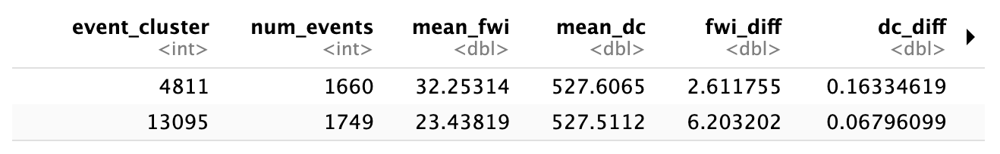 event_cluster num_events mean_fwi mean_dc fwi_diff dc_diff
<int> <int> <dbl> <dbl> <dbl> <dbl>
4811 1660 32.25314 527.6065 2.611755 0.16334619
13095 1749 23.43819 527.5112 6.203202 0.06796099